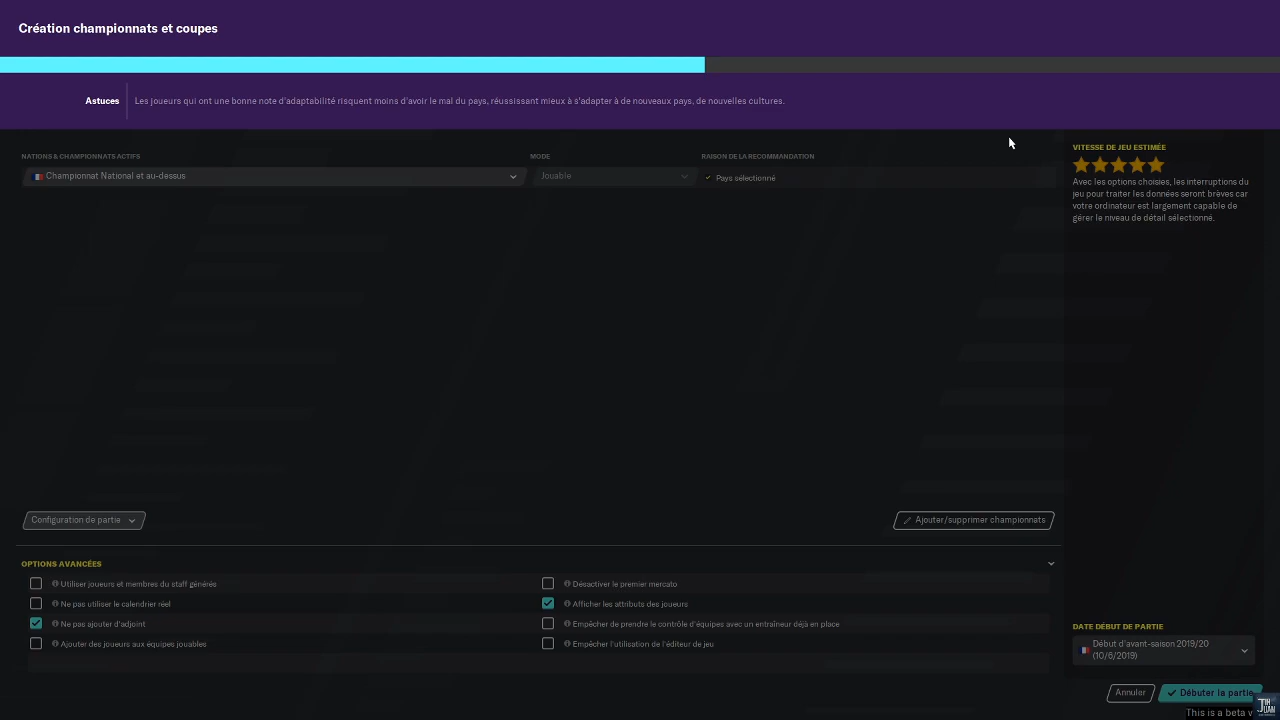 Création championnats et coupes
Astuces
Les joueurs qui ont une bonne note d'adaptabilité risquent moins d'avoir le mal du pays, réussissant mieux à s'adapter à de nouveaux pays, de nouvelles cultures.
NATIONS & CHAMPIONNATS ACTIFS
MODE
RAISON DE LA RECOMMANDATION
VITESSE DE JEU ESTIMÉE
Championnat National et au-dessus
Jouable
Pays sélectionné
Avec les options choisies, les interruptions du
jeu pour traiter les données seront brèves car
votre ordinateur est largement capable de
gérer le niveau de détail sélectionné.
Configuration de partie
Ajouter/supprimer championnats
OPTIONS AVANCÉES
Utiliser joueurs et membres du staff générés
Désactiver le premier mercato
Ne pas utiliser le calendrier réel
Afficher les attributs des joueurs
Ne pas ajouter d'adjoint
Empêcher de prendre le contrôle d'équipes avec un entraîneur déjà en place
Ajouter des joueurs aux équipes jouables
Empêcher l'utilisation de l'éditeur de jeu
DATE DÉBUT DE PARTIE
Début d'avant-saison 2019/20
(10/6/2019)
Annuler
Débuter la partie
This is a beta v